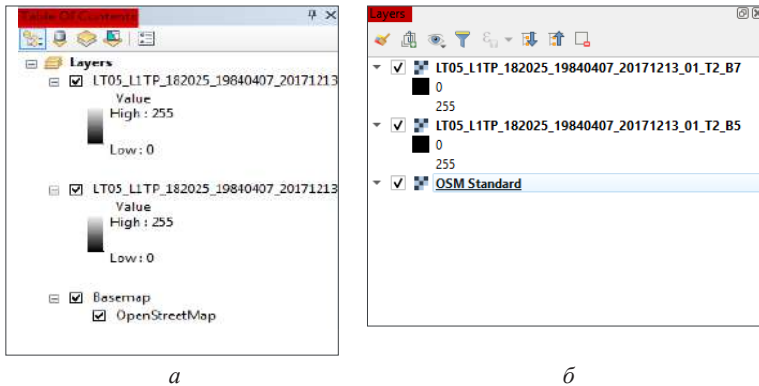 Table Of Contents
Layers
LT05_L1TP_182025_19840407_20171213
Value
High : 255
Low : 0
LT05_L1TP_182025_19840407_20171213
Value
High : 255
Low : 0
Basemap
OpenStreetMap
а
Layers
LT05_L1TP_182025_19840407_20171213_01_T2_B7
0
255
LT05_L1TP_182025_19840407_20171213_01_T2_B5
0
255
OSM Standard
б